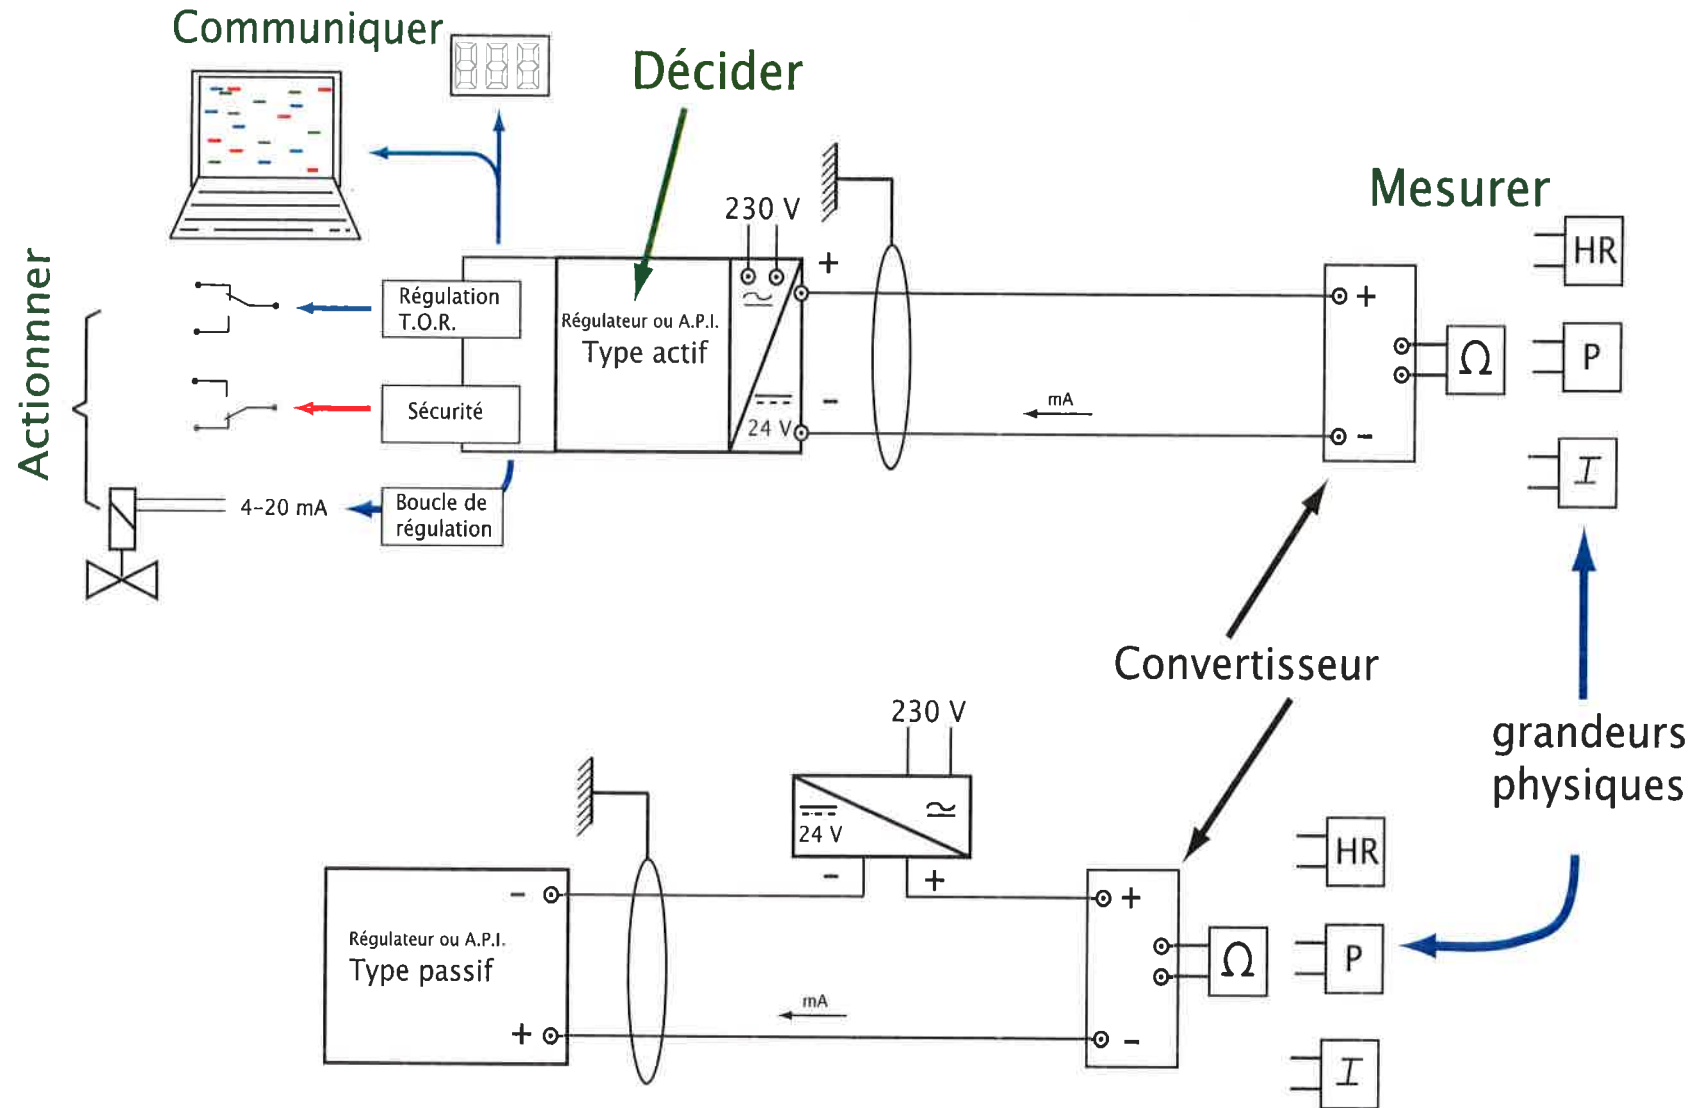 Communiquer
Décider
Mesurer
Actionner
230 V
+
HR
Régulation
T.O.R.
Régulateur ou A.P.I.
Type actif
+
Ω
P
Sécurité
24 V
-
mA
-
I
4-20 mA
Boucle de
régulation
Convertisseur
grandeurs
physiques
230 V
24 V
-
+
HR
-
+
Régulateur ou A.P.I.
Type passif
Ω
P
mA
+
-
I